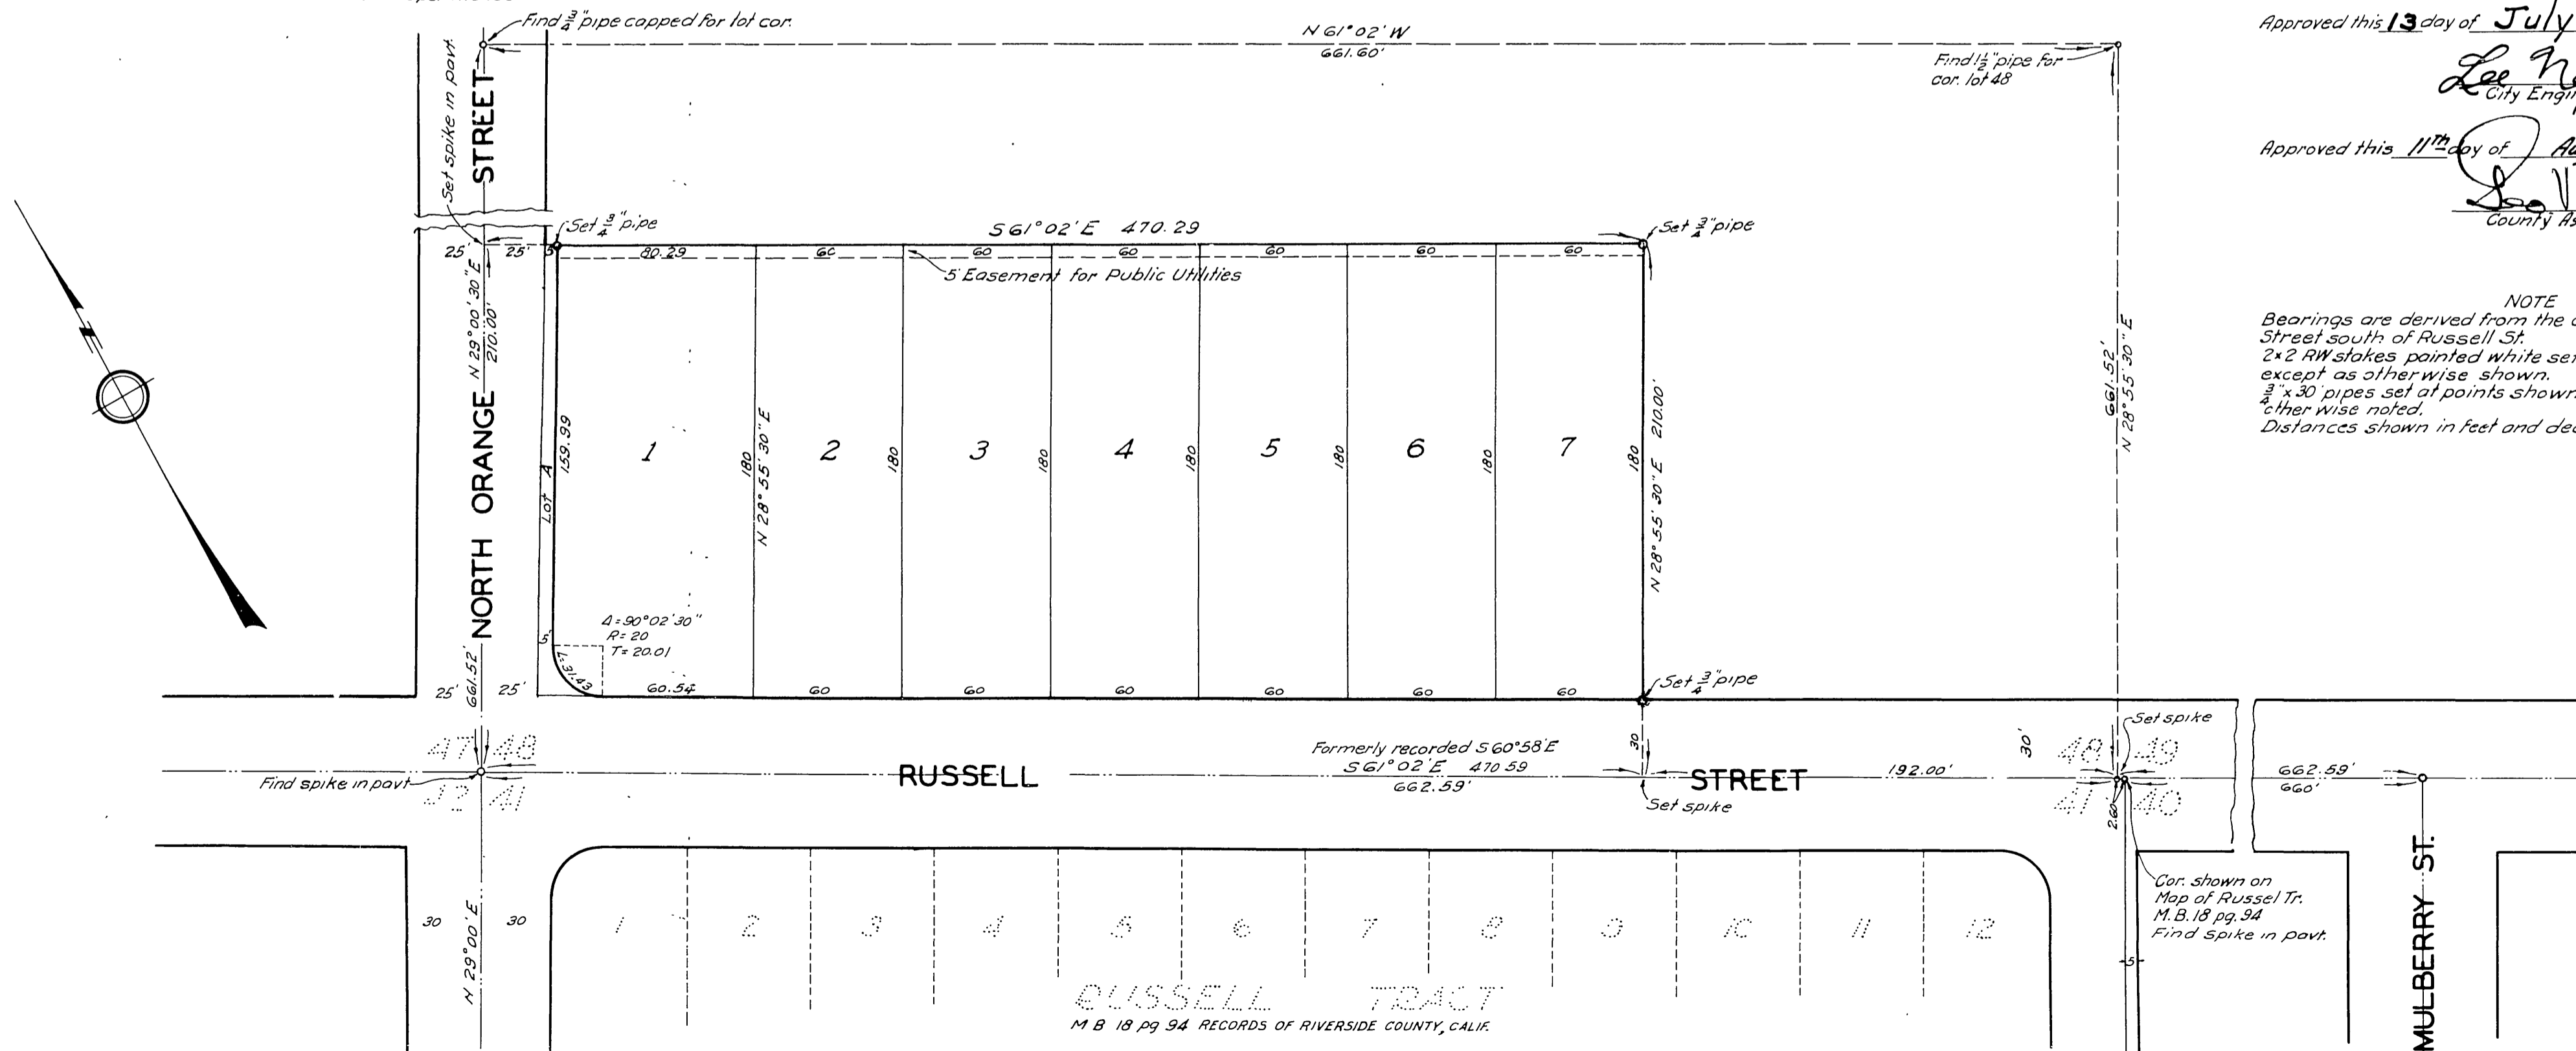 Find 3/4" pipe capped for lot cor.
N 61° 02' W
661.60'
Find 1 1/2" pipe for
cor. lot 48
Set spike in pavt.
STREET
Approved this 13 day of July
Lee
City Engi
Approved this 11th day of Au
County As
Set 3/4" pipe
S 61° 02' E 470.29
Set 3/4" pipe
25' 25' 5'
80.29 60 60 60 60 60 60
5' Easement for Public Utilities
N 29° 00' 30" E
210.00'
NORTH ORANGE
Lot A
159.99
1 2 3 4 5 6 7
180 180 180 180 180 180 180
N 28° 55' 30" E
N 28° 55' 30" E 210.00'
661.52'
N 28° 55' 30" E
NOTE
Bearings are derived from the
Street south of Russell St.
2x2 RW stakes painted white set
except as otherwise shown.
3/4" x 30" pipes set at points shown
other wise noted.
Distances shown in feet and dec
Δ = 90° 02' 30"
R = 20
T = 20.01
5'
L=31.43
661.52'
25' 25'
60.54 60 60 60 60 60 60
Set 3/4" pipe
30
Set spike
47 48
Find spike in pavt
41
Formerly recorded S 60° 58' E
S 61° 02' E 470.59
662.59'
RUSSELL STREET
192.00'
Set spike
30'
48 49
41 40
2.60
662.59'
660'
Cor. shown on
Map of Russel Tr.
M.B. 18 pg. 94
Find spike in pavt.
5
MULBERRY ST.
30 30
N 29° 00' E
1 2 3 4 5 6 7 8 9 10 11 12
RUSSELL TRACT
M B 18 pg 94 RECORDS OF RIVERSIDE COUNTY, CALIF.